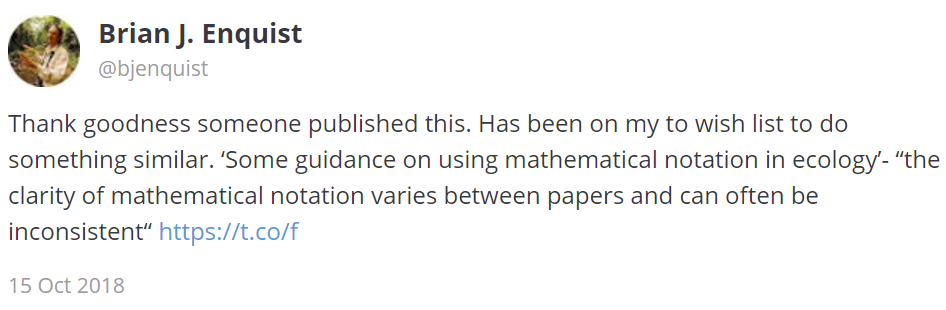 Brian J. Enquist
@bjenquist
Thank goodness someone published this. Has been on my to wish list to do
something similar. ‘Some guidance on using mathematical notation in ecology’- “the
clarity of mathematical notation varies between papers and can often be
inconsistent“ https://t.co/f
15 Oct 2018